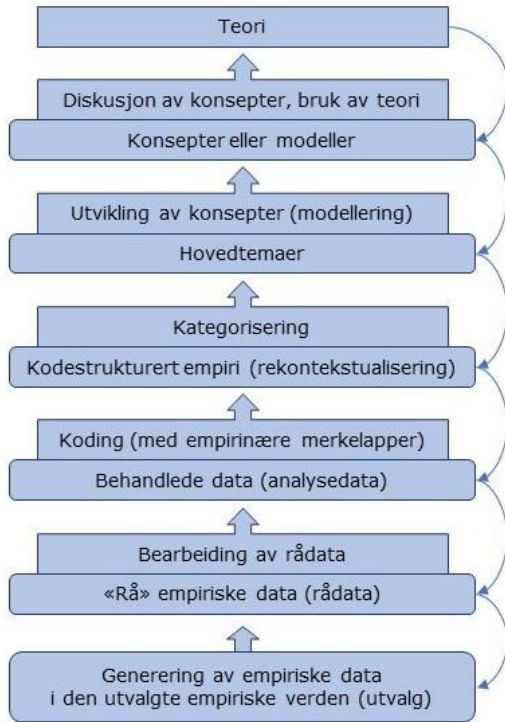 Teori
Diskusjon av konsepter, bruk av teori
Konsepter eller modeller
Utvikling av konsepter (modellering)
Hovedtemaer
Kategorisering
Kodestrukturert empiri (rekontekstualisering)
Koding (med empirinære merkelapper)
Behandlede data (analysedata)
Bearbeiding av rådata
«Rå» empiriske data (rådata)
Generering av empiriske data
i den utvalgte empiriske verden (utvalg)